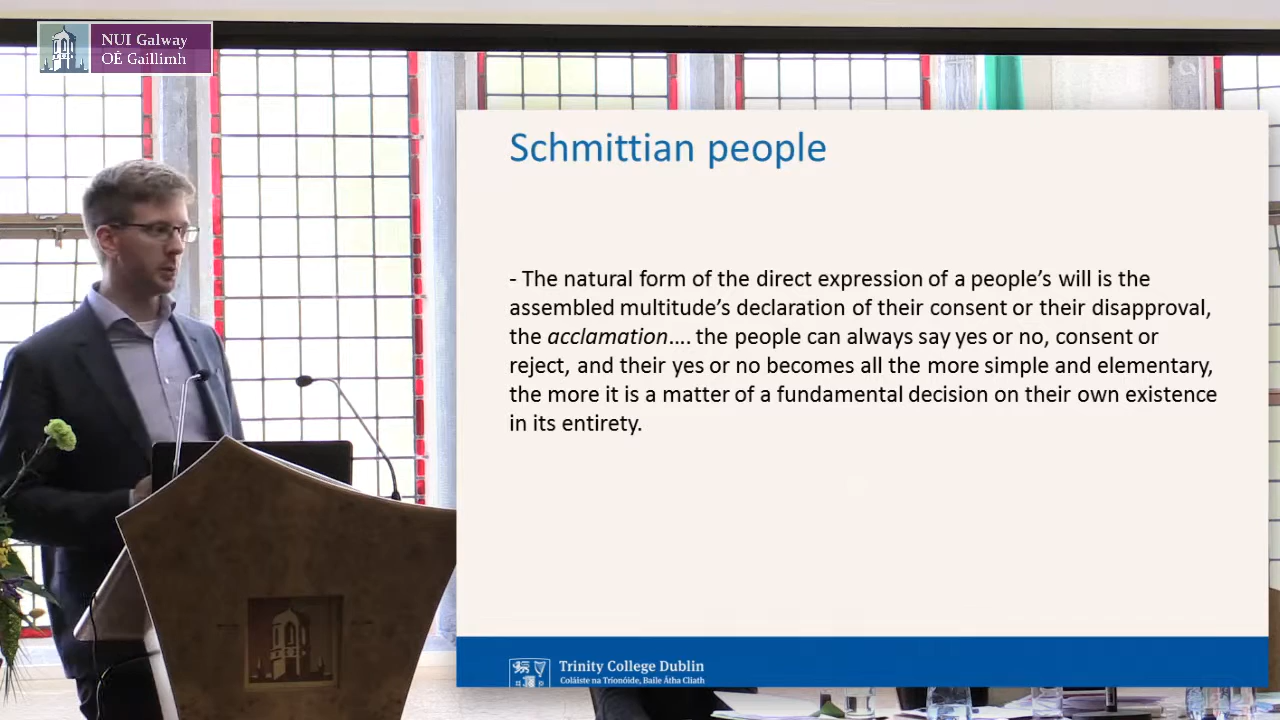 NUI Galway
OÉ Gaillimh
Schmittian people
- The natural form of the direct expression of a people’s will is the
assembled multitude’s declaration of their consent or their disapproval,
the acclamation…. the people can always say yes or no, consent or
reject, and their yes or no becomes all the more simple and elementary,
the more it is a matter of a fundamental decision on their own existence
in its entirety.
Trinity College Dublin
Coláiste na Tríonóide, Baile Átha Cliath